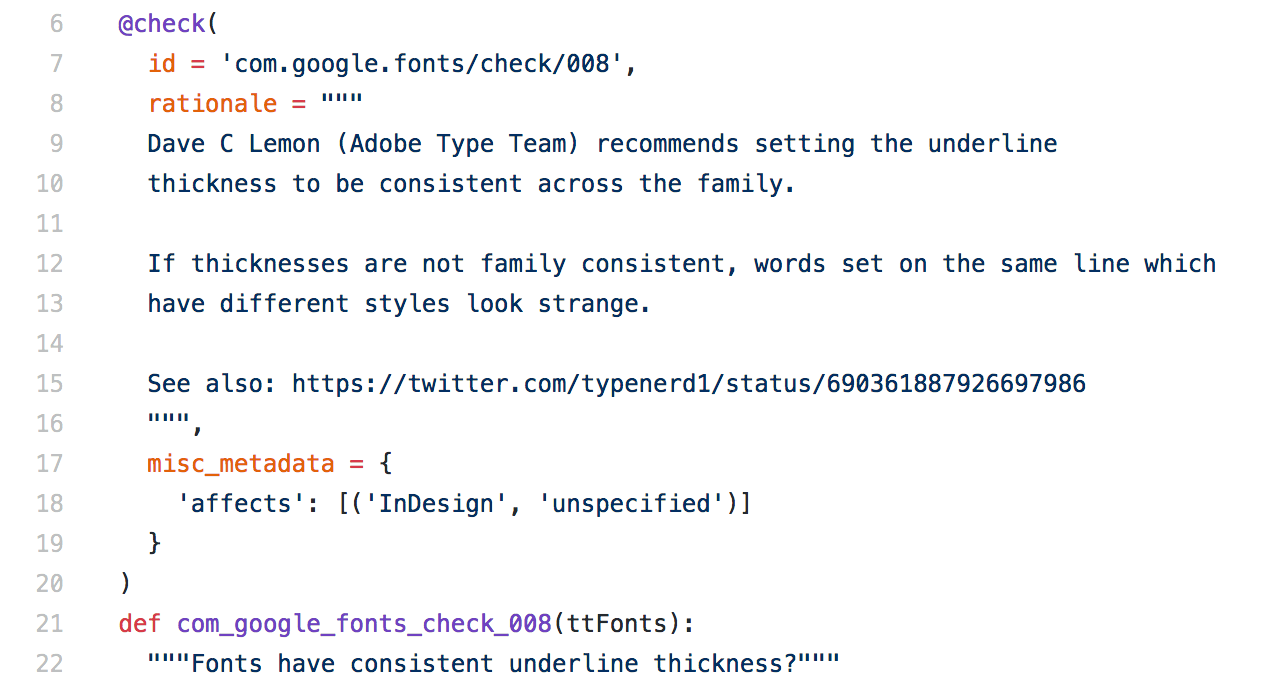 6 @check(
7 id = 'com.google.fonts/check/008',
8 rationale = """
9 Dave C Lemon (Adobe Type Team) recommends setting the underline
10 thickness to be consistent across the family.
11
12 If thicknesses are not family consistent, words set on the same line which
13 have different styles look strange.
14
15 See also: https://twitter.com/typenerd1/status/690361887926697986
16 """,
17 misc_metadata = {
18 'affects': [('InDesign', 'unspecified')]
19 }
20 )
21 def com_google_fonts_check_008(ttFonts):
22 """Fonts have consistent underline thickness?"""